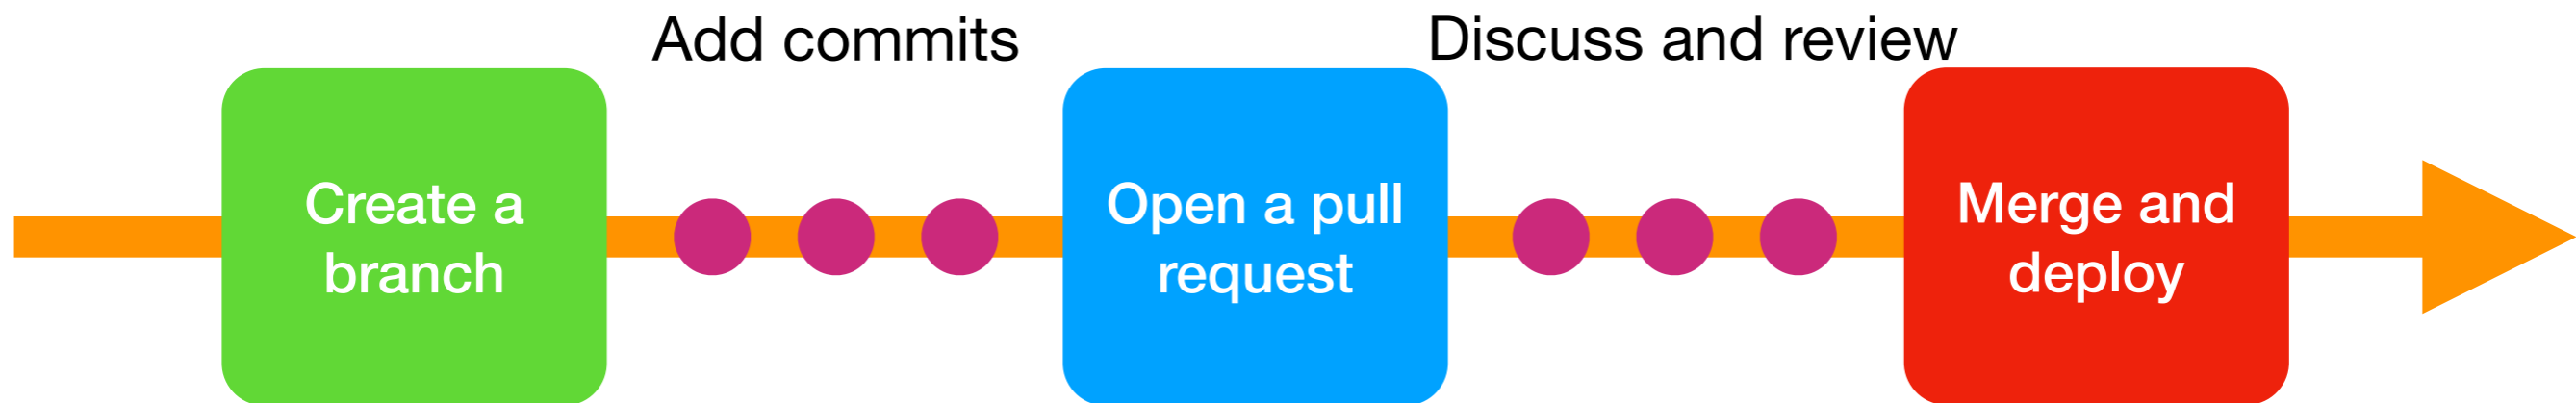 Add commits
Discuss and review
Create a
branch
Open a pull
request
Merge and
deploy